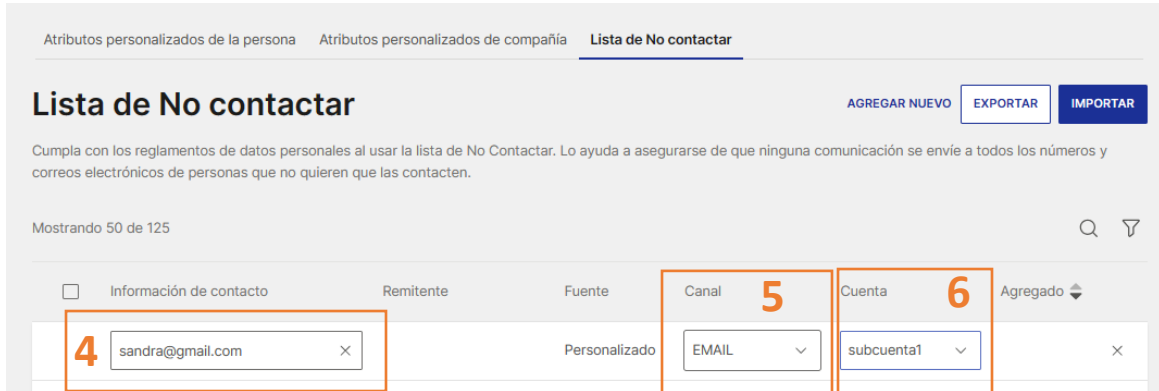 Atributos personalizados de la persona Atributos personalizados de compañía Lista de No contactar
Lista de No contactar AGREGAR NUEVO EXPORTAR IMPORTAR
Cumpla con los reglamentos de datos personales al usar la lista de No Contactar. Lo ayuda a asegurarse de que ninguna comunicación se envíe a todos los números y
correos electrónicos de personas que no quieren que las contacten.
Mostrando 50 de 125
Información de contacto Remitente Fuente Canal 5 Cuenta 6 Agregado
4 sandra@gmail.com Personalizado EMAIL subcuenta1